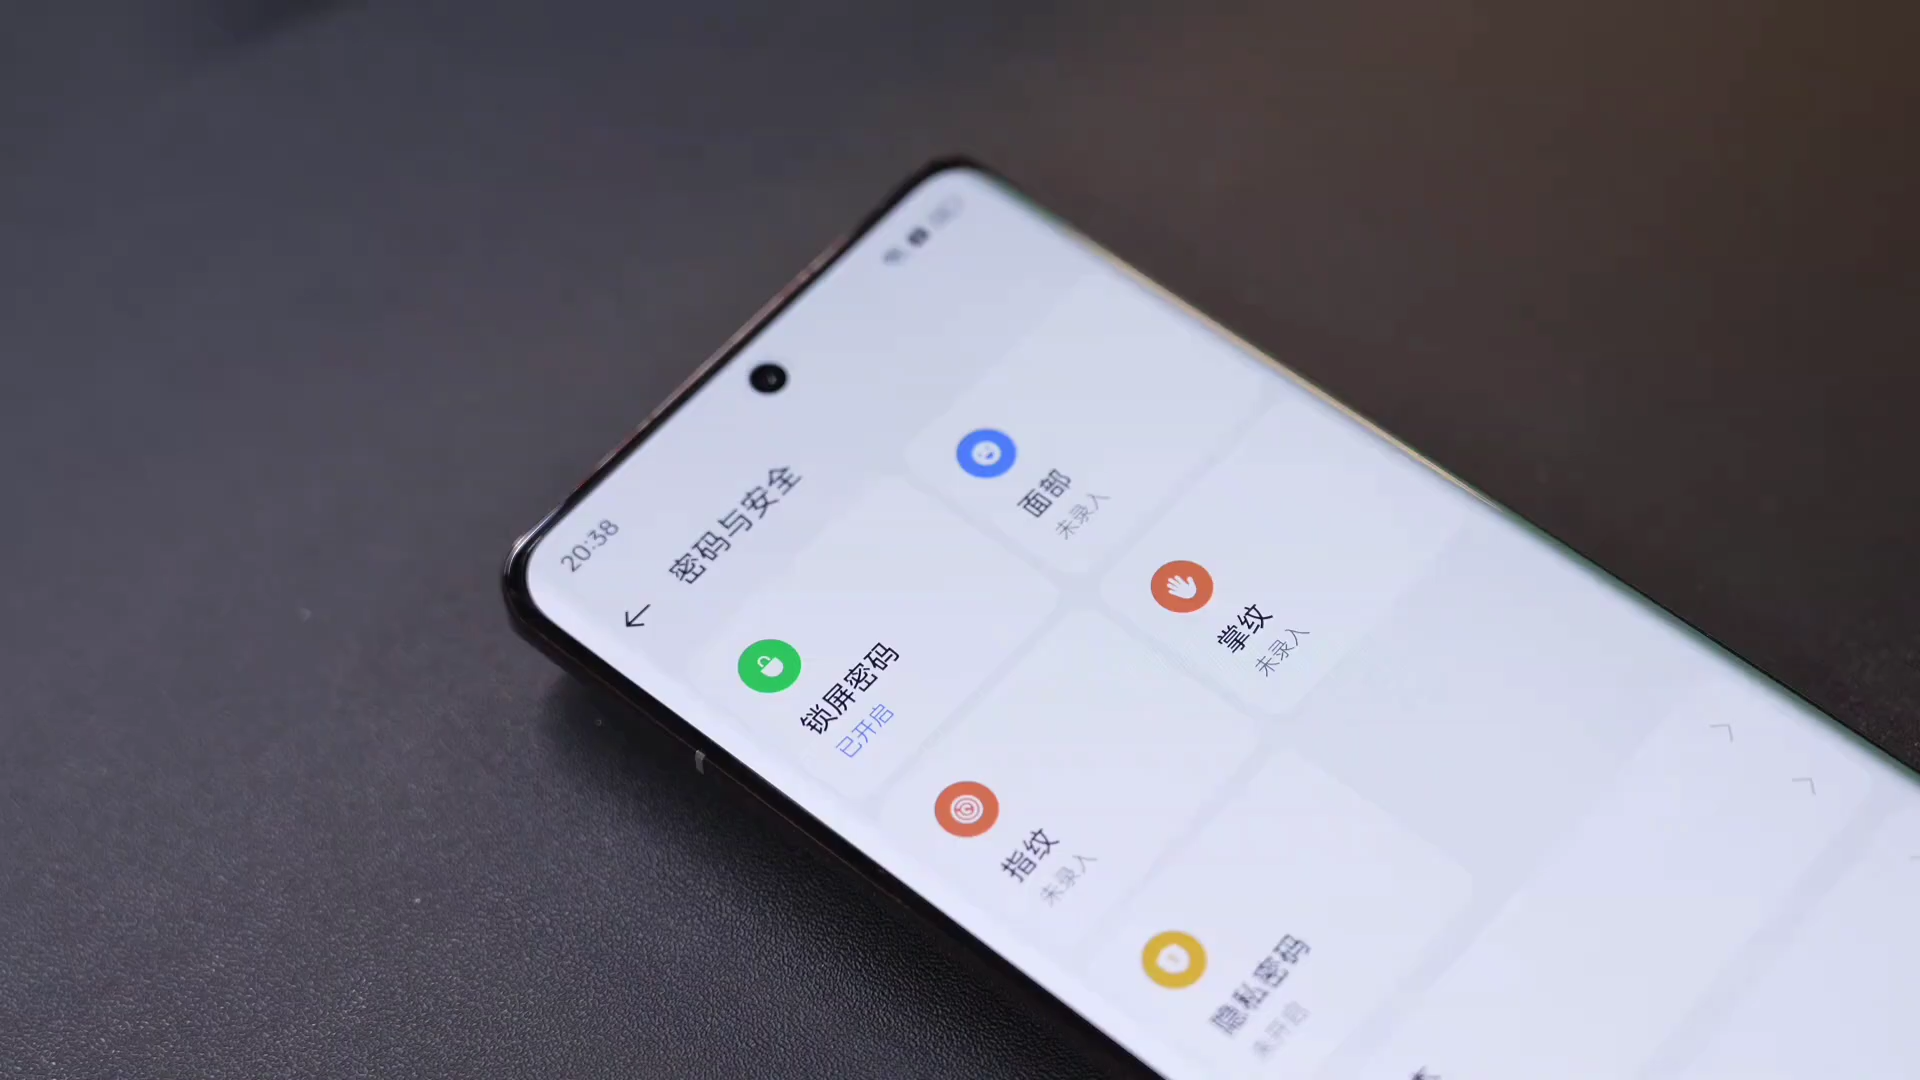 20:38
密码与安全
锁屏密码
已开启
面部
未录入
指纹
未录入
掌纹
未录入
隐私密码
未开启